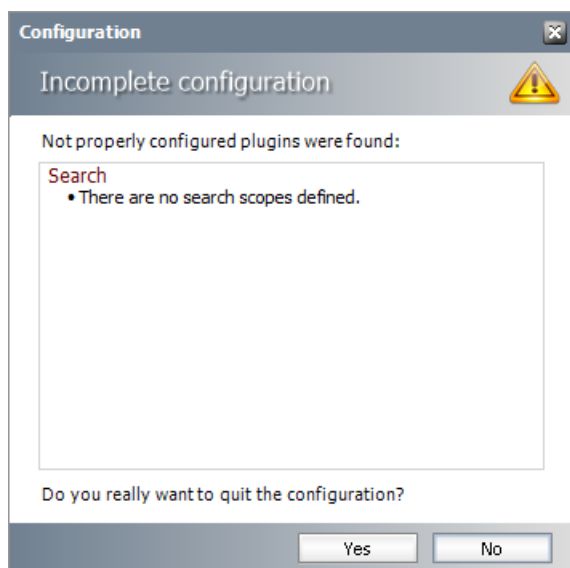 Configuration
Incomplete configuration
Not properly configured plugins were found:
Search
• There are no search scopes defined.
Do you really want to quit the configuration?
Yes No